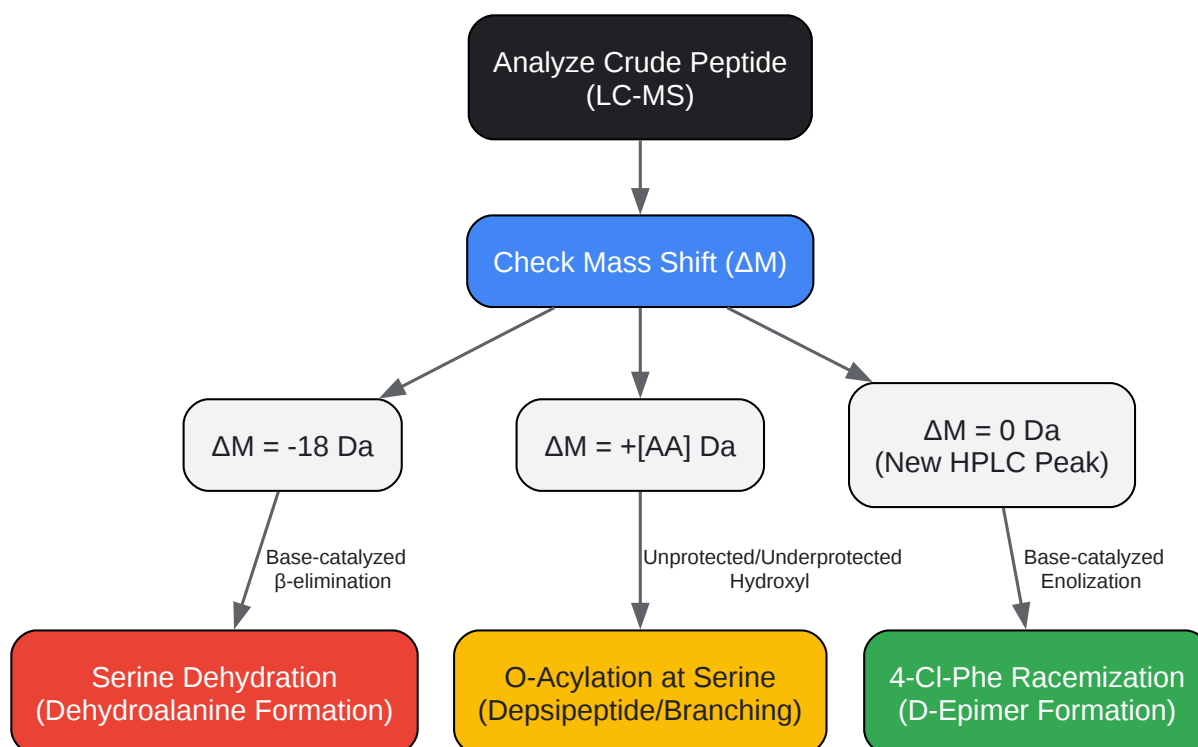 Analyze Crude Peptide
(LC-MS)
Check Mass Shift (ΔM)
ΔM = -18 Da
ΔM = +[AA] Da
ΔM = 0 Da
(New HPLC Peak)
Base-catalyzed
β-elimination
Unprotected/Underprotected
Hydroxyl
Base-catalyzed
Enolization
Serine Dehydration
(Dehydroalanine Formation)
O-Acylation at Serine
(Depsipeptide/Branching)
4-Cl-Phe Racemization
(D-Epimer Formation)